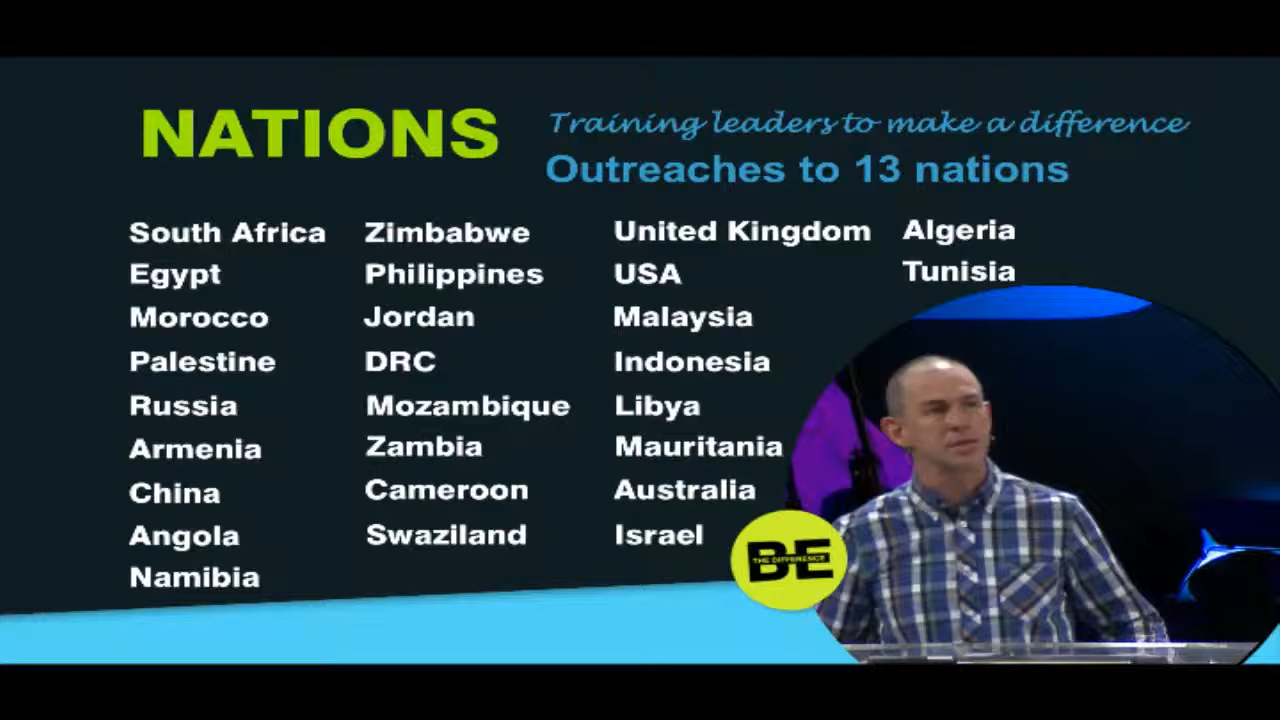 NATIONS
Training leaders to make a difference
Outreaches to 13 nations
South Africa
Egypt
Morocco
Palestine
Russia
Armenia
China
Angola
Namibia
Zimbabwe
Philippines
Jordan
DRC
Mozambique
Zambia
Cameroon
Swaziland
United Kingdom
USA
Malaysia
Indonesia
Libya
Mauritania
Australia
Israel
Algeria
Tunisia
BE
THE DIFFERENCE